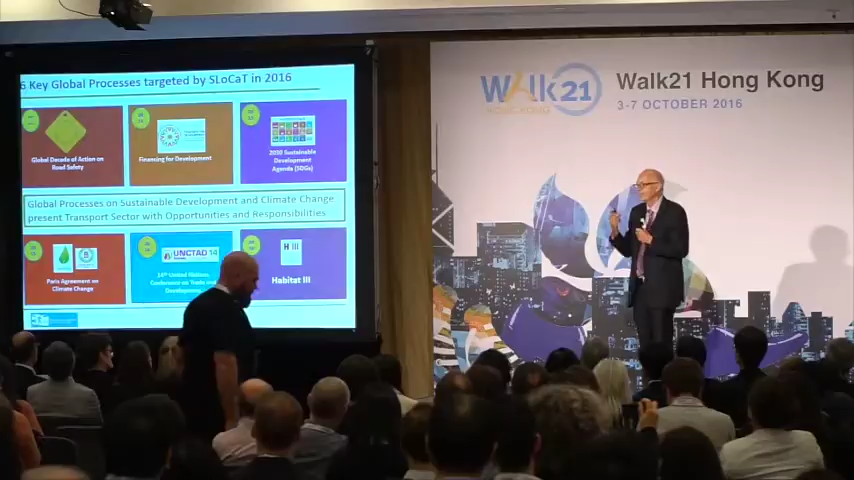 6 Key Global Processes targeted by SLoCaT in 2016
Global Decade of Action on
Road Safety
Financing for Development
2030 Sustainable
Development
Agenda (SDGs)
Global Processes on Sustainable Development and Climate Change
present Transport Sector with Opportunities and Responsibilities
Paris Agreement on
Climate Change
UNCTAD 14
14th United Nations
Conference on Trade and
Development
H III
Habitat III
Walk21
HONG KONG
Walk21 Hong Kong
3-7 OCTOBER 2016